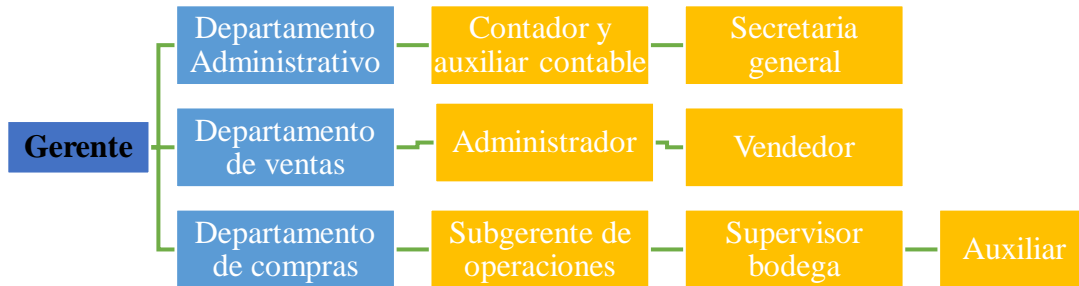 Departamento
Administrativo
Contador y
auxiliar contable
Secretaria
general
Gerente
Departamento
de ventas
Administrador
Vendedor
Departamento
de compras
Subgerente de
operaciones
Supervisor
bodega
Auxiliar